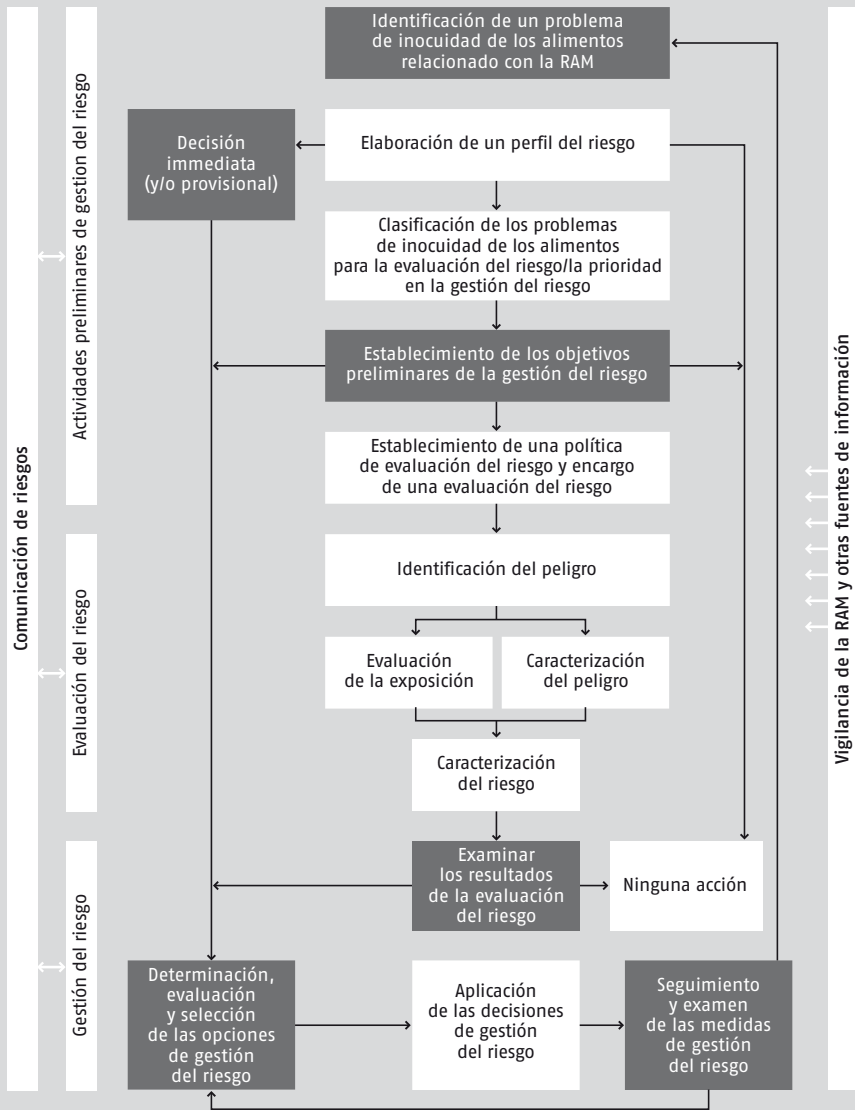 Identificación de un problema
de inocuidad de los alimentos
relacionado con la RAM
Decisión
immediata
(y/o provisional)
Elaboración de un perfil del riesgo
Clasificación de los problemas
de inocuidad de los alimentos
para la evaluación del riesgo/la prioridad
en la gestión del riesgo
Establecimiento de los objetivos
preliminares de la gestión del riesgo
Establecimiento de una política
de evaluación del riesgo y encargo
de una evaluación del riesgo
Identificación del peligro
Evaluación
de la exposición
Caracterización
del peligro
Caracterización
del riesgo
Examinar
los resultados
de la evaluación
del riesgo
Ninguna acción
Determinación,
evaluación
y selección
de las opciones
de gestión
del riesgo
Aplicación
de las decisiones
de gestión
del riesgo
Seguimiento
y examen
de las medidas
de gestión
del riesgo
Comunicación de riesgos
Actividades preliminares de gestion del riesgo
Evaluación del riesgo
Gestión del riesgo
Vigilancia de la RAM y otras fuentes de información